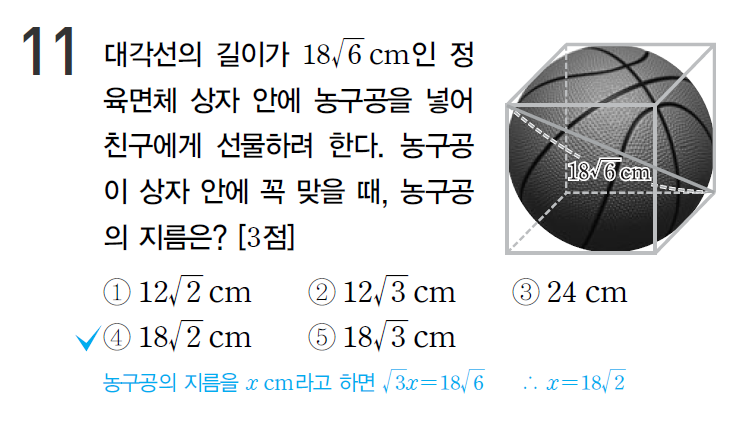 11 대각선의 길이가 18√6 cm인 정
육면체 상자 안에 농구공을 넣어
친구에게 선물하려 한다. 농구공
이 상자 안에 꼭 맞을 때, 농구공
의 지름은? [3점]
18√6 cm
① 12√2 cm ② 12√3 cm ③ 24 cm
④ 18√2 cm ⑤ 18√3 cm
농구공의 지름을 x cm라고 하면 √3x=18√6 ∴ x=18√2